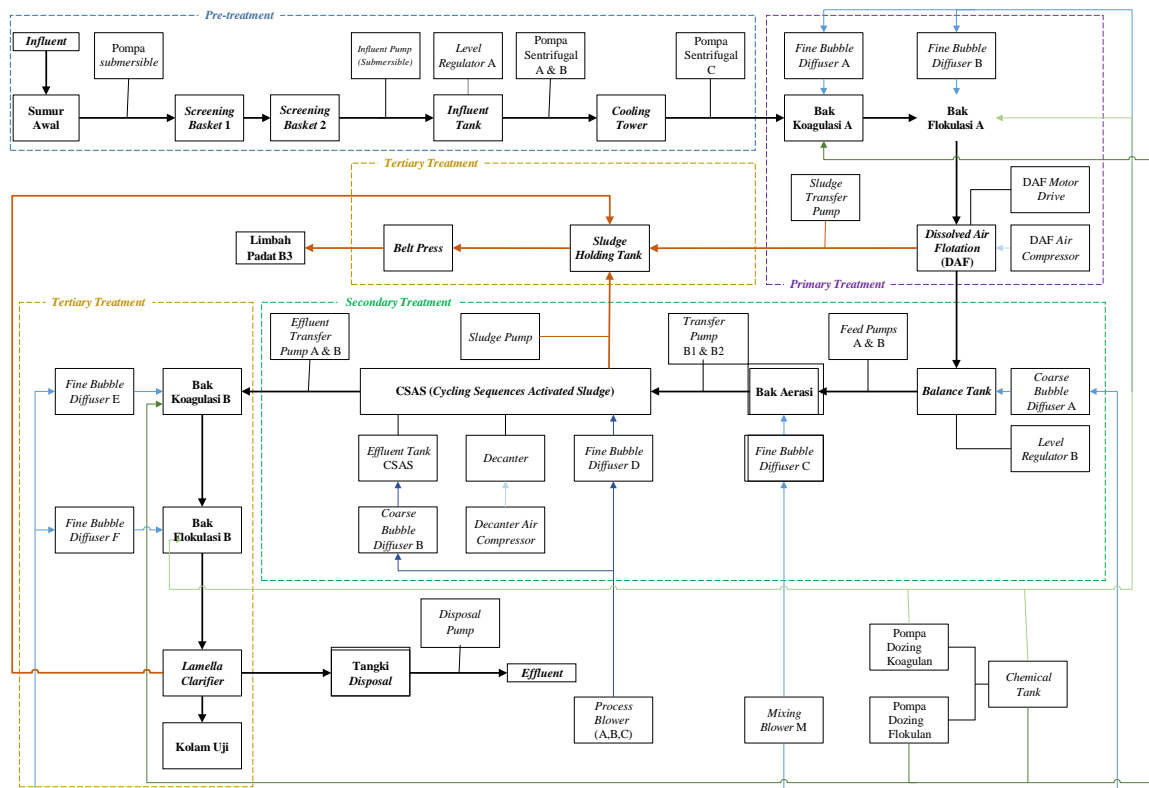 Pre-treatment
Influent
Pompa
submersible
Influent Pump
(Submersible)
Level
Regulator A
Pompa
Sentrifugal
A & B
Pompa
Sentrifugal
C
Fine Bubble
Diffuser A
Fine Bubble
Diffuser B
Sumur
Awal
Screening
Basket 1
Screening
Basket 2
Influent
Tank
Cooling
Tower
Bak
Koagulasi A
Bak
Flokulasi A
Tertiary Treatment
Sludge
Transfer
Pump
DAF Motor
Drive
Limbah
Padat B3
Belt Press
Sludge
Holding Tank
Dissolved Air
Flotation
(DAF)
DAF Air
Compressor
Primary Treatment
Tertiary Treatment
Secondary Treatment
Effluent
Transfer
Pump A & B
Sludge Pump
Transfer
Pump
B1 & B2
Feed Pumps
A & B
Fine Bubble
Diffuser E
Bak
Koagulasi B
CSAS (Cycling Sequences Activated Sludge)
Bak Aerasi
Balance Tank
Coarse
Bubble
Diffuser A
Effluent Tank
CSAS
Decanter
Fine Bubble
Diffuser D
Fine Bubble
Diffuser C
Level
Regulator B
Fine Bubble
Diffuser F
Bak
Flokulasi B
Coarse
Bubble
Diffuser B
Decanter Air
Compressor
Disposal
Pump
Pompa
Dozing
Koagulan
Lamella
Clarifier
Tangki
Disposal
Effluent
Chemical
Tank
Process
Blower
(A,B,C)
Mixing
Blower M
Pompa
Dozing
Flokulan
Kolam Uji